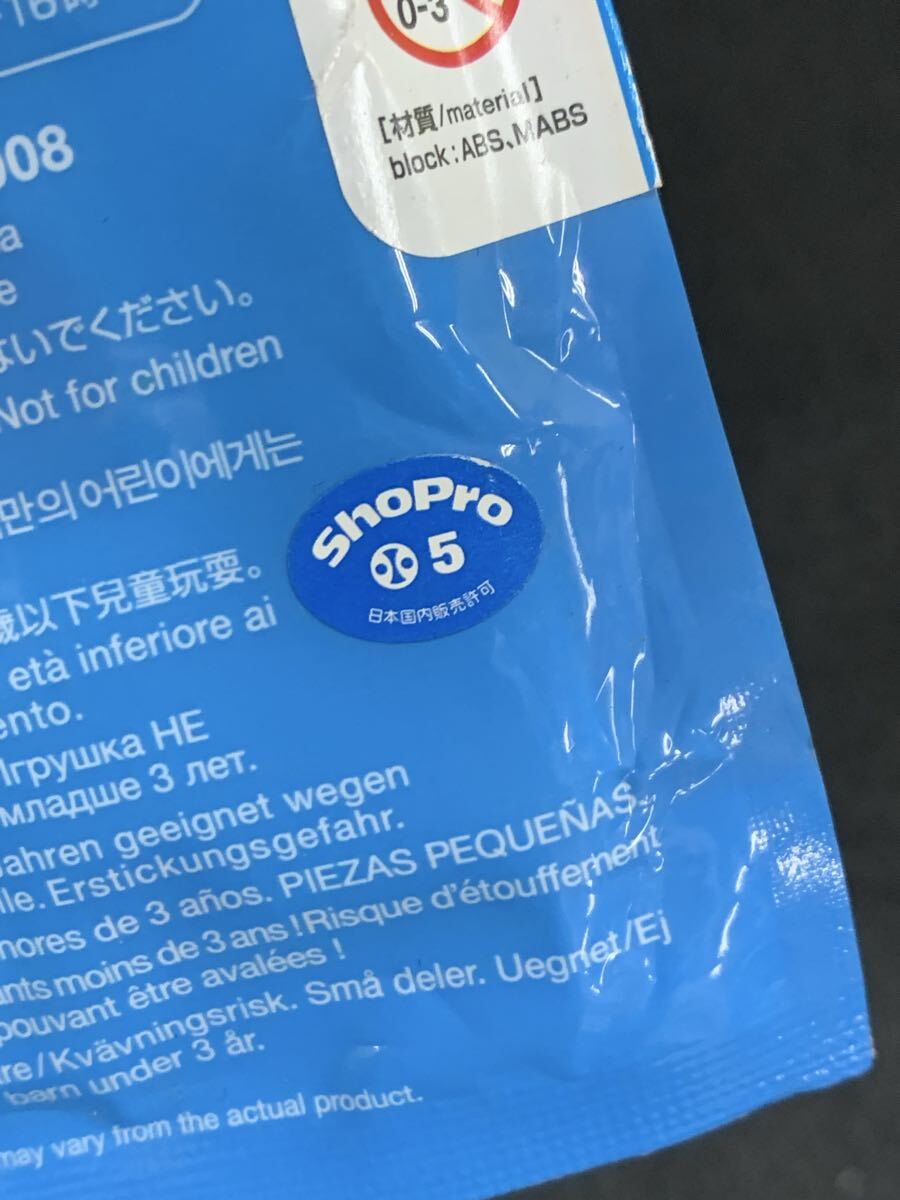 0-3
[材質/material]
block:ABS、MABS
008
a
e
いでください。
Not for children
만의 어린이에게는
ShoPro
5
日本国内販売許可
歳以下兒童玩耍。
età inferiore ai
ento.
Игрушка НЕ
младше 3 лет.
Jahren geeignet wegen
lle. Erstickungsgefahr.
nores de 3 años. PIEZAS PEQUEÑAS.
ants moins de 3 ans ! Risque d'étouffement
pouvant être avalées !
re/Kvävningsrisk. Små deler. Uegnet/Ej
barn under 3 år.
may vary from the actual product.